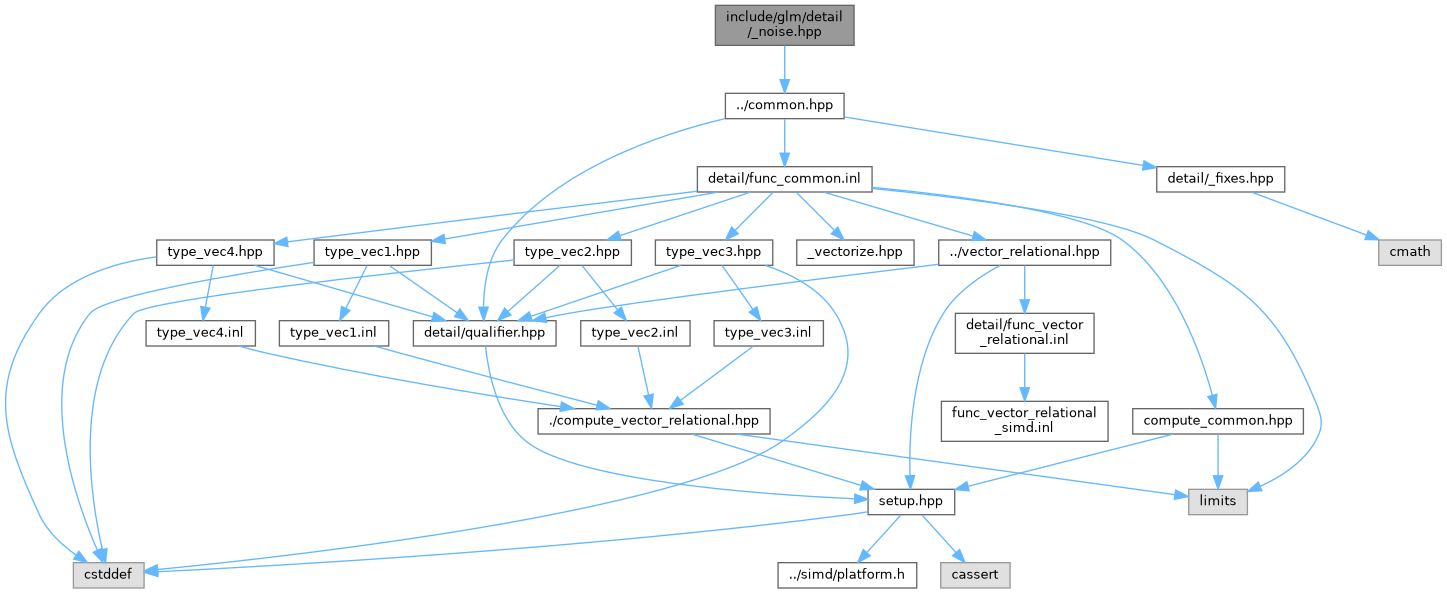 include/glm/detail
/_noise.hpp
../common.hpp
detail/func_common.inl
detail/_fixes.hpp
type_vec4.hpp
type_vec1.hpp
type_vec2.hpp
type_vec3.hpp
_vectorize.hpp
../vector_relational.hpp
cmath
type_vec4.inl
type_vec1.inl
detail/qualifier.hpp
type_vec2.inl
type_vec3.inl
detail/func_vector
_relational.inl
./compute_vector_relational.hpp
func_vector_relational
_simd.inl
compute_common.hpp
setup.hpp
limits
cstddef
../simd/platform.h
cassert